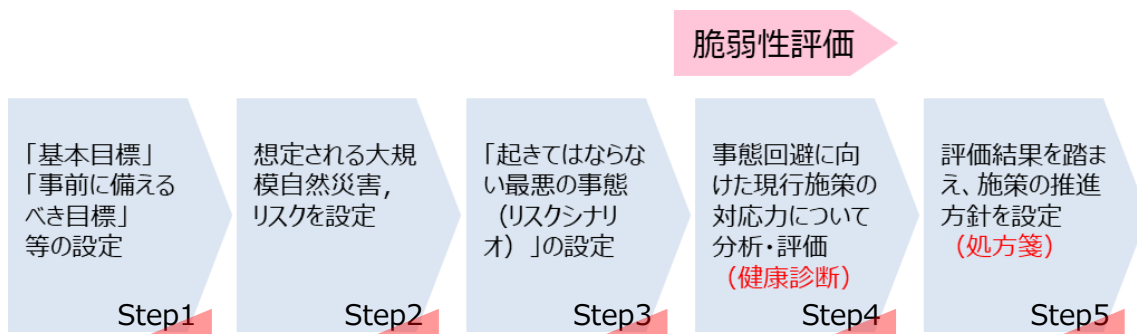 脆弱性評価
「基本目標」
「事前に備える
べき目標」
等の設定
Step1
想定される大規
模自然災害,
リスクを設定
Step2
「起きてはならな
い最悪の事態
(リスクシナリ
オ)」の設定
Step3
事態回避に向
けた現行施策の
対応力について
分析・評価
(健康診断)
Step4
評価結果を踏ま
え、施策の推進
方針を設定
(処方箋)
Step5